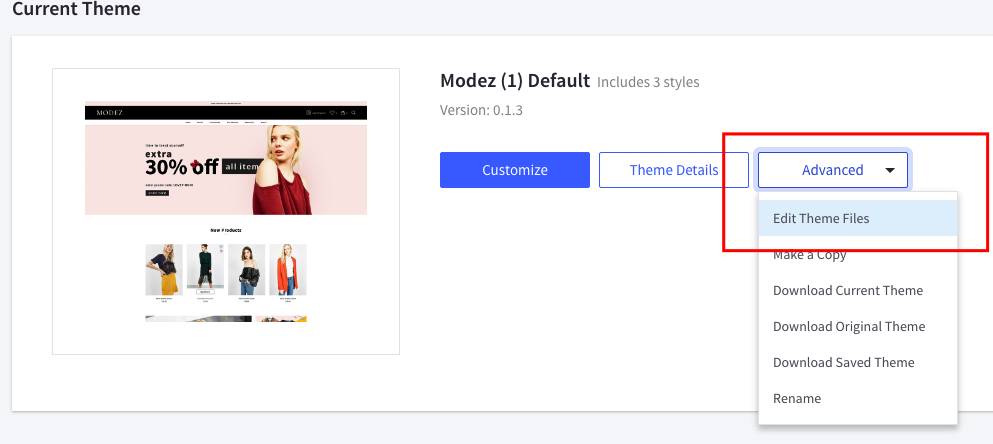 Current Theme
Modez (1) Default Includes 3 styles
Version: 0.1.3
Customize
Theme Details
Advanced
Edit Theme Files
Make a Copy
Download Current Theme
Download Original Theme
Download Saved Theme
Rename
MODEZ
extra
30% off all item
New Products